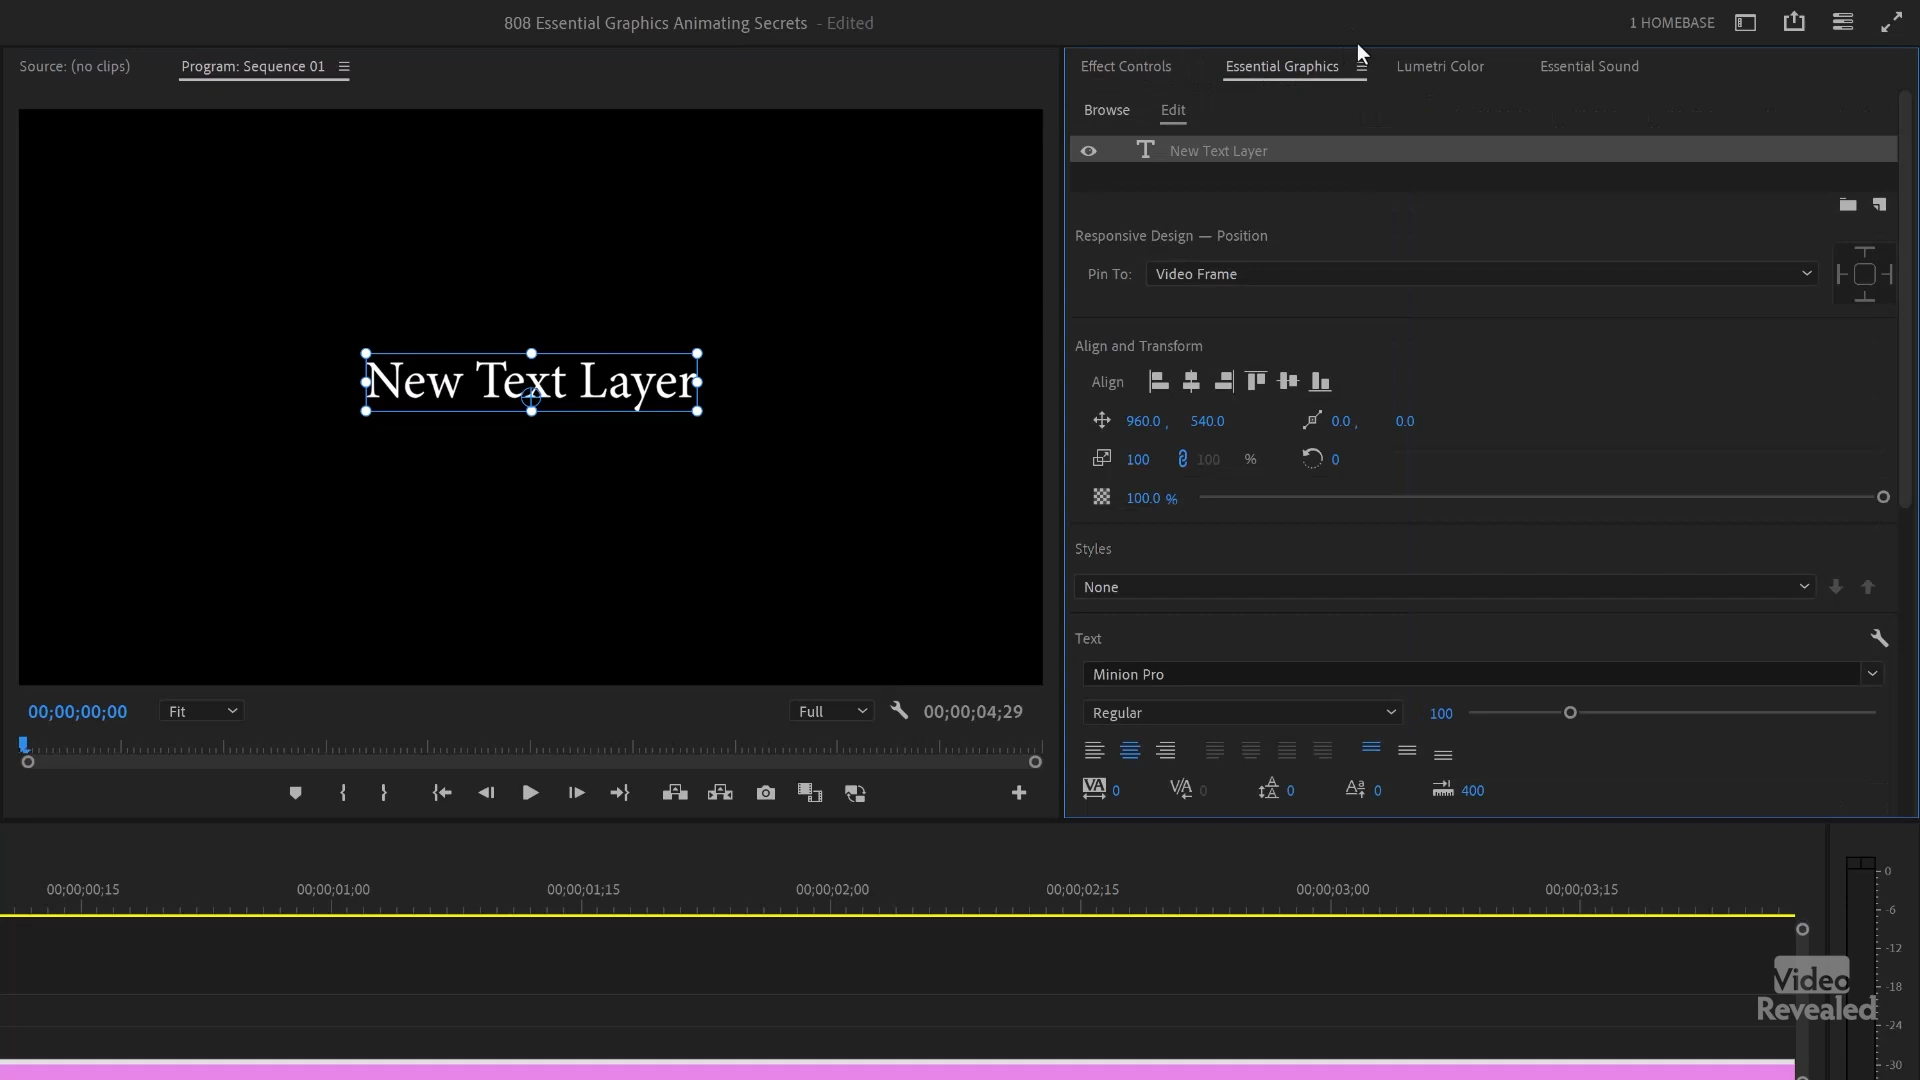 808 Essential Graphics Animating Secrets - Edited
1 HOMEBASE
Source: (no clips)
Program: Sequence 01
Effect Controls
Essential Graphics
Lumetri Color
Essential Sound
Browse
Edit
New Text Layer
Responsive Design — Position
Pin To:
Video Frame
Align and Transform
Align
960.0 , 540.0
0.0 , 0.0
100
100 %
0
100.0 %
Styles
None
Text
Minion Pro
Regular
100
0
0
0
0
400
New Text Layer
00;00;00;00
Fit
Full
00;00;04;29
00;00;00;15
00;00;01;00
00;00;01;15
00;00;02;00
00;00;02;15
00;00;03;00
00;00;03;15
0
-6
-12
-18
-24
-30
Video
Revealed